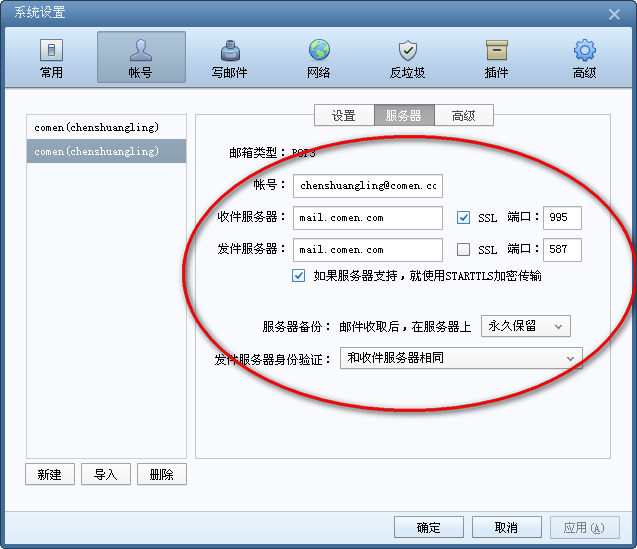 系统设置
常用 帐号 写邮件 网络 反垃圾 插件 高级
设置 服务器 高级
comen(chenshuangling)
comen(chenshuangling)
邮箱类型：POP3
帐号： chenshuangling@comen.co
收件服务器： mail.comen.com SSL 端口： 995
发件服务器： mail.comen.com SSL 端口： 587
如果服务器支持，就使用STARTTLS加密传输
服务器备份： 邮件收取后，在服务器上 永久保留
发件服务器身份验证： 和收件服务器相同
新建 导入 删除
确定 取消 应用(A)